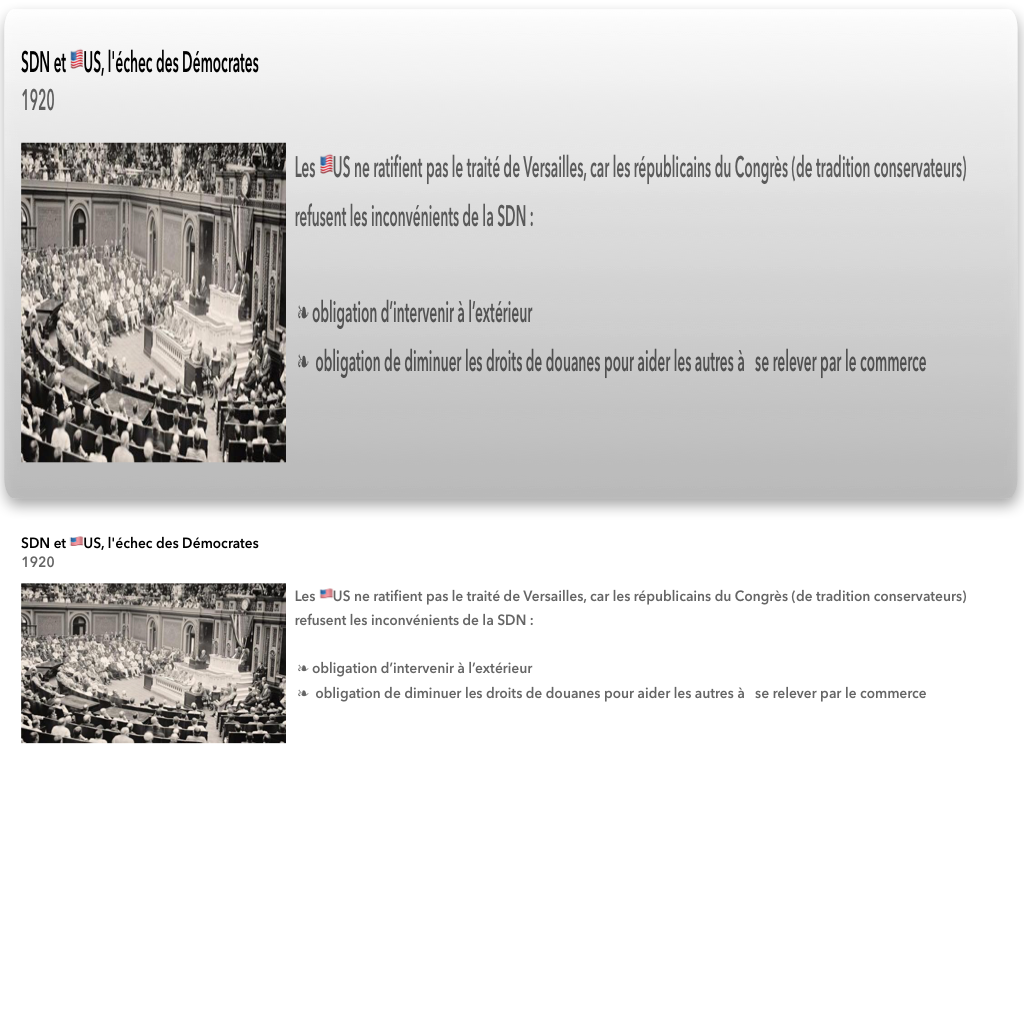 SDN et 🇺🇸US, l'échec des Démocrates
1920
Les 🇺🇸US ne ratifient pas le traité de Versailles, car les républicains du Congrès (de tradition conservateurs)
refusent les inconvénients de la SDN :
❧ obligation d’intervenir à l’extérieur
❧ obligation de diminuer les droits de douanes pour aider les autres à se relever par le commerce
SDN et 🇺🇸US, l'échec des Démocrates
1920
Les 🇺🇸US ne ratifient pas le traité de Versailles, car les républicains du Congrès (de tradition conservateurs)
refusent les inconvénients de la SDN :
❧ obligation d’intervenir à l’extérieur
❧ obligation de diminuer les droits de douanes pour aider les autres à se relever par le commerce